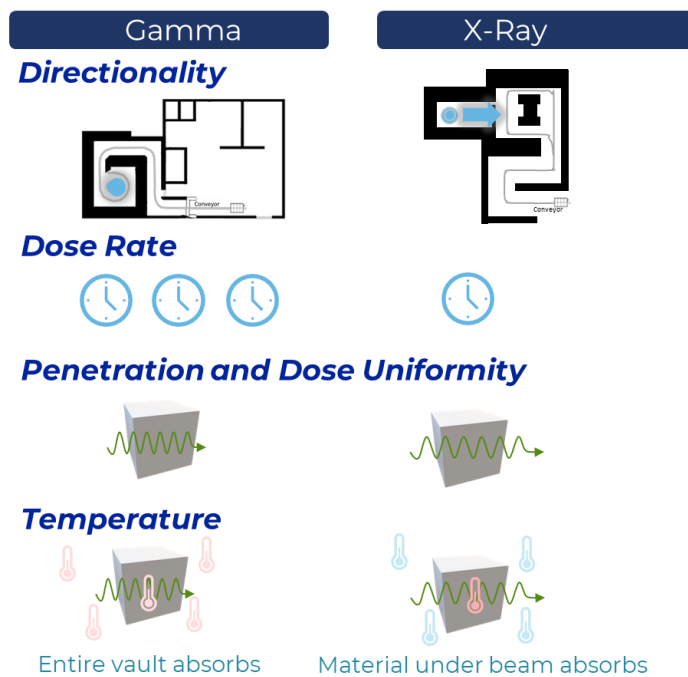 Gamma
X-Ray
Directionality
Conveyor
Conveyor
Dose Rate
Penetration and Dose Uniformity
Temperature
Entire vault absorbs
Material under beam absorbs